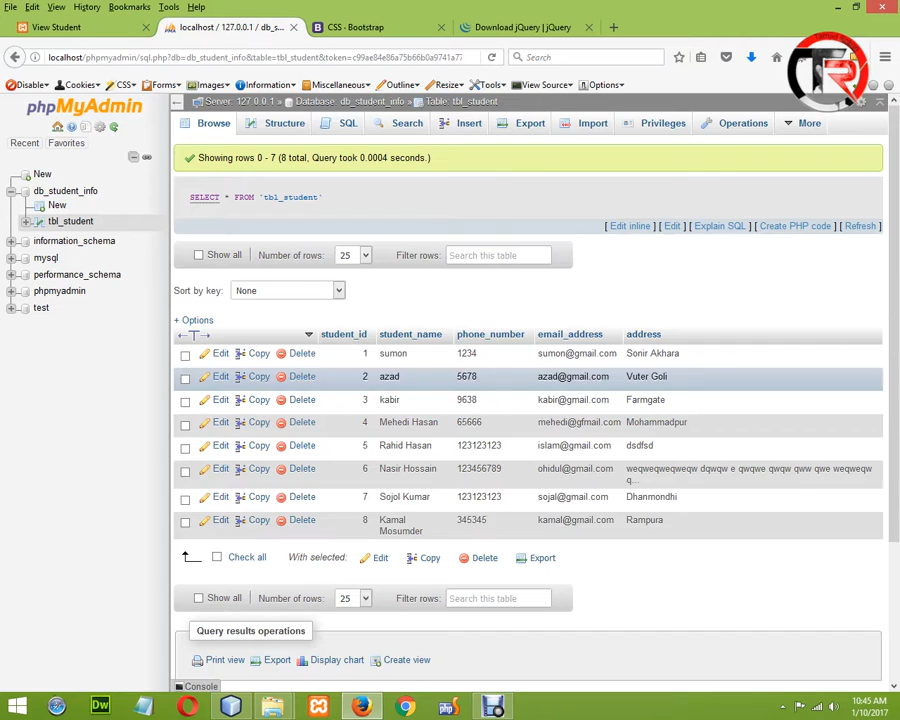 File Edit View History Bookmarks Tools Help
View Student
localhost / 127.0.0.1 / db_s...
CSS · Bootstrap
Download jQuery | jQuery
localhost/phpmyadmin/sql.php?db=db_student_info&table=tbl_student&token=c99ae84e86a75b66b0a9741a77
Search
Disable Cookies CSS Forms Images Information Miscellaneous Outline Resize Tools View Source Options
phpMyAdmin
Recent Favorites
New
db_student_info
New
tbl_student
information_schema
mysql
performance_schema
phpmyadmin
test
Server: 127.0.0.1 » Database: db_student_info » Table: tbl_student
Browse Structure SQL Search Insert Export Import Privileges Operations More
Showing rows 0 - 7 (8 total, Query took 0.0004 seconds.)
SELECT * FROM `tbl_student`
[ Edit inline ] [ Edit ] [ Explain SQL ] [ Create PHP code ] [ Refresh ]
Show all Number of rows: 25 Filter rows: Search this table
Sort by key: None
+ Options
←T→ student_id student_name phone_number email_address address
Edit Copy Delete 1 sumon 1234 sumon@gmail.com Sonir Akhara
Edit Copy Delete 2 azad 5678 azad@gmail.com Vuter Goli
Edit Copy Delete 3 kabir 9638 kabir@gmail.com Farmgate
Edit Copy Delete 4 Mehedi Hasan 65666 mehedi@gfmail.com Mohammadpur
Edit Copy Delete 5 Rahid Hasan 123123123 islam@gmail.com dsdfsd
Edit Copy Delete 6 Nasir Hossain 123456789 ohidul@gmail.com weqweqweqweqw dqwqw e qwqwe qwqw qww qwe weqweqw
q...
Edit Copy Delete 7 Sojol Kumar 123123123 sojal@gmail.com Dhanmondhi
Edit Copy Delete 8 Kamal 345345 kamal@gmail.com Rampura
Mosumder
Check all With selected: Edit Copy Delete Export
Show all Number of rows: 25 Filter rows: Search this table
Query results operations
Print view Export Display chart Create view
Console
Dw
php
10:45 AM
1/10/2017